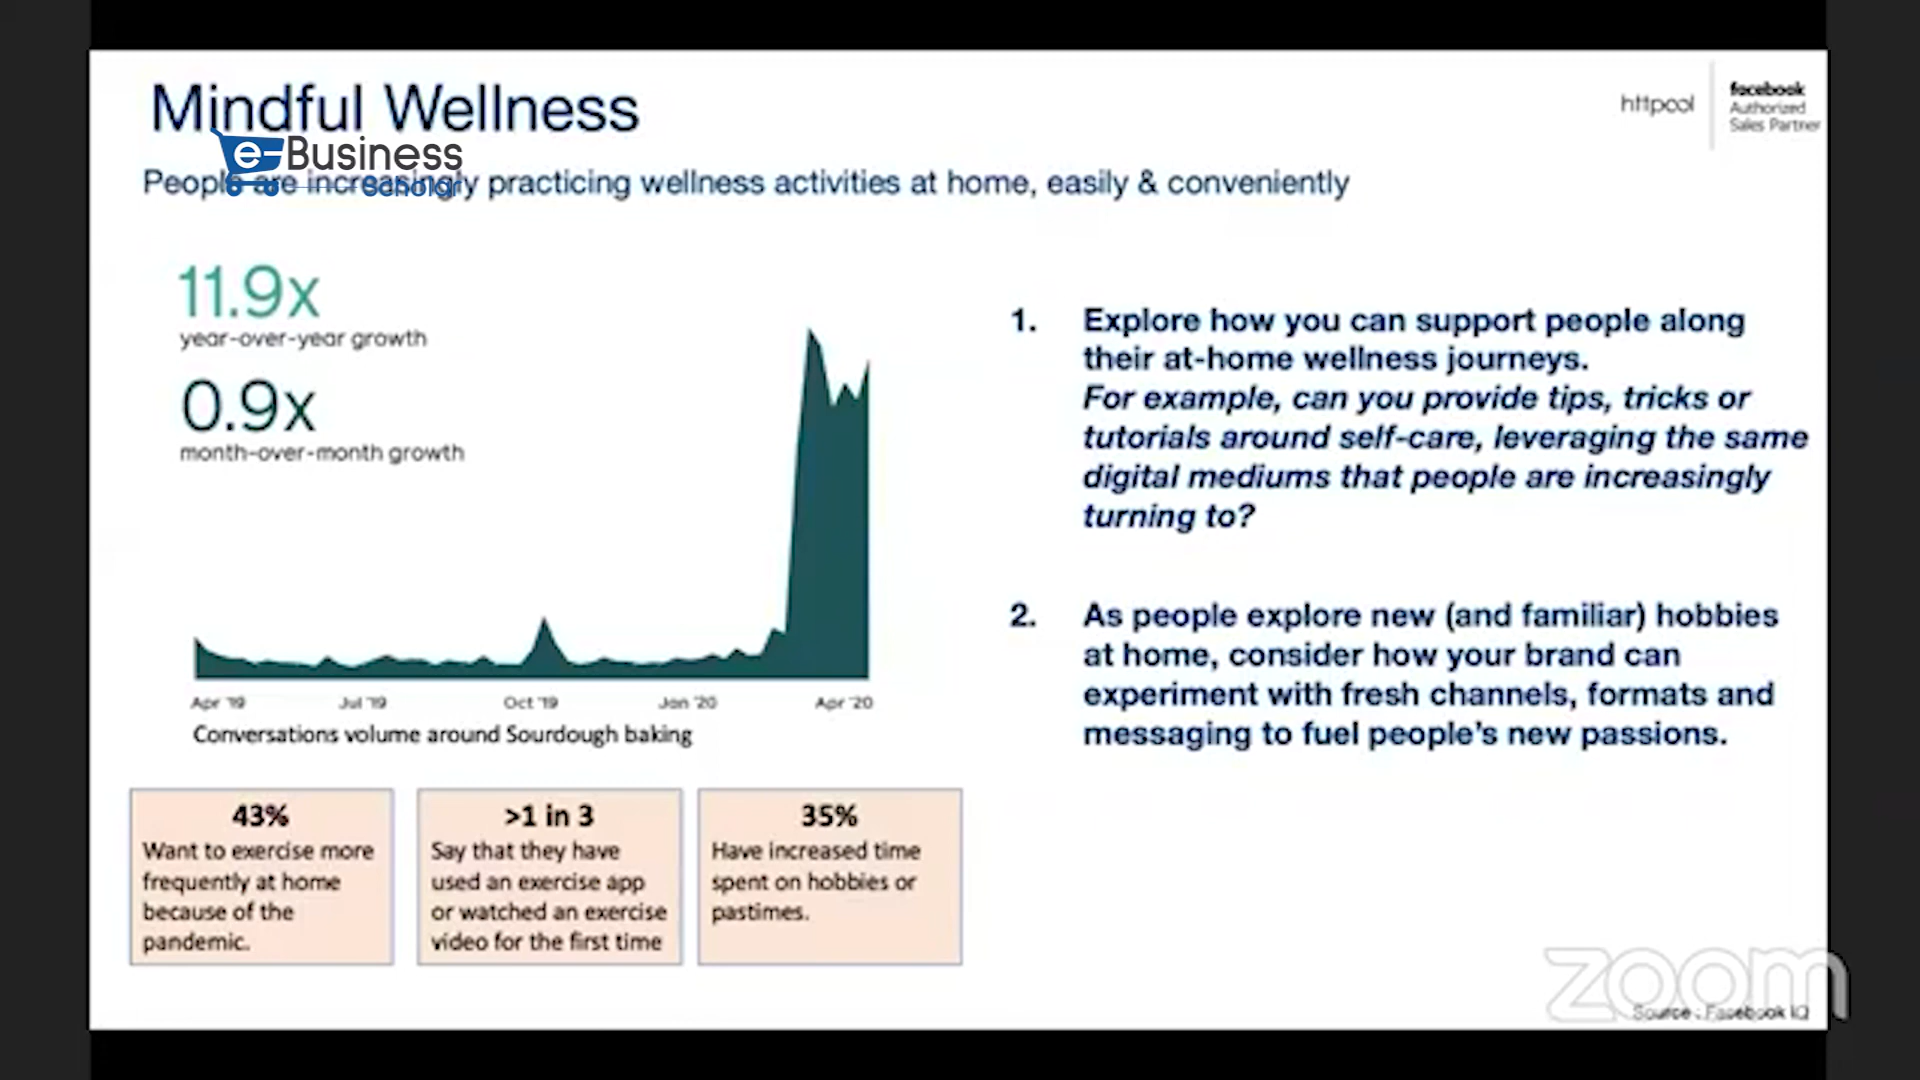 Mindful Wellness
httpool
facebook
Authorized
Sales Partner
e-Business
Scholar
People are increasingly practicing wellness activities at home, easily & conveniently
11.9x
year-over-year growth
0.9x
month-over-month growth
Apr '19 Jul '19 Oct '19 Jan '20 Apr '20
Conversations volume around Sourdough baking
43%
Want to exercise more
frequently at home
because of the
pandemic.
>1 in 3
Say that they have
used an exercise app
or watched an exercise
video for the first time
35%
Have increased time
spent on hobbies or
pastimes.
1. Explore how you can support people along
their at-home wellness journeys.
For example, can you provide tips, tricks or
tutorials around self-care, leveraging the same
digital mediums that people are increasingly
turning to?
2. As people explore new (and familiar) hobbies
at home, consider how your brand can
experiment with fresh channels, formats and
messaging to fuel people's new passions.
zoom
Source : Facebook IQ